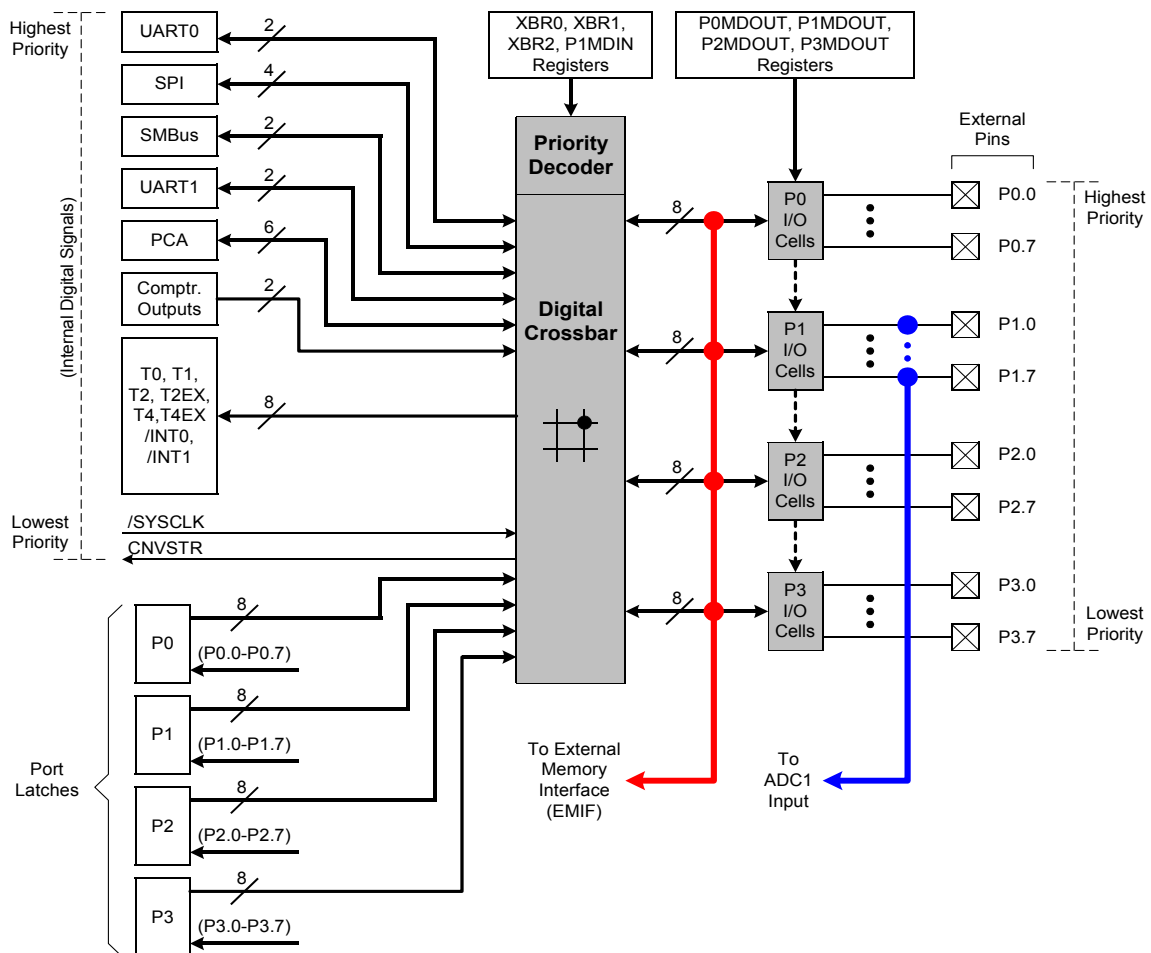 Highest
Priority
(Internal Digital Signals)
Lowest
Priority
UART0
2
SPI
4
SMBus
2
UART1
2
PCA
6
Comptr.
Outputs
2
T0, T1,
T2, T2EX,
T4,T4EX
/INT0,
/INT1
8
/SYSCLK
CNVSTR
XBR0, XBR1,
XBR2, P1MDIN
Registers
P0MDOUT, P1MDOUT,
P2MDOUT, P3MDOUT
Registers
Priority
Decoder
Digital
Crossbar
8
8
8
8
P0
I/O
Cells
P1
I/O
Cells
P2
I/O
Cells
P3
I/O
Cells
External
Pins
P0.0
P0.7
P1.0
P1.7
P2.0
P2.7
P3.0
P3.7
Highest
Priority
Lowest
Priority
Port
Latches
P0
8
(P0.0-P0.7)
P1
8
(P1.0-P1.7)
P2
8
(P2.0-P2.7)
P3
8
(P3.0-P3.7)
To External
Memory
Interface
(EMIF)
To
ADC1
Input